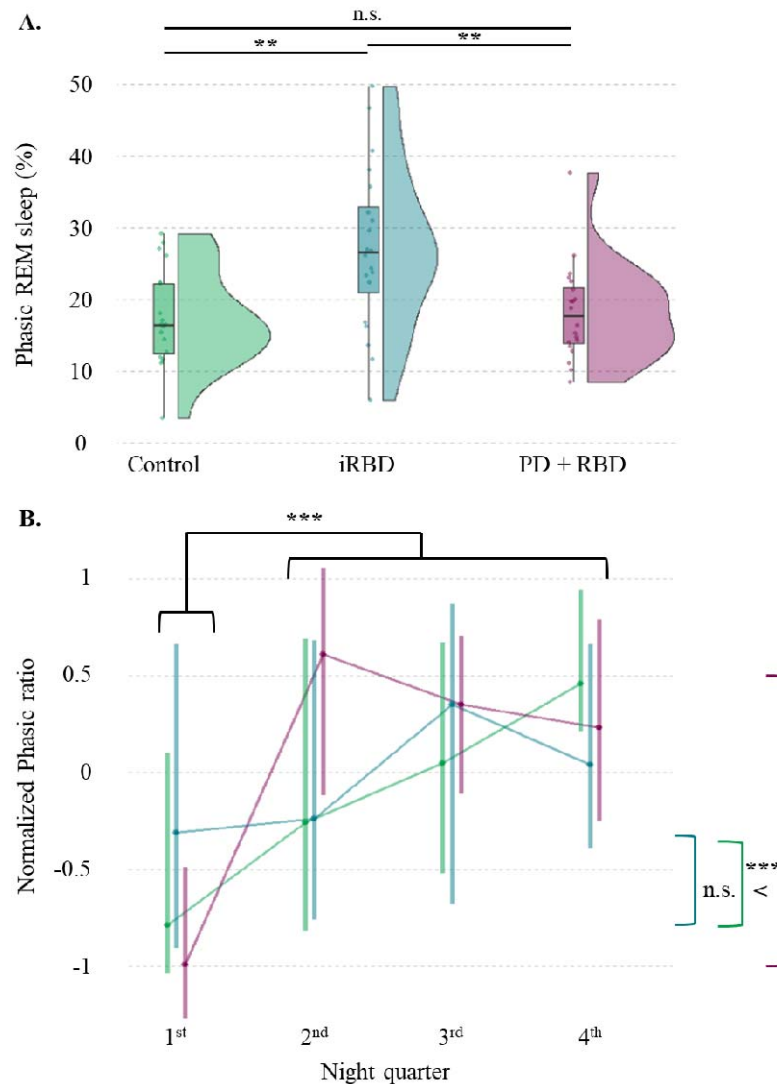 A.
n.s.
**
**
Phasic REM sleep (%)
50
40
30
20
10
0
Control
iRBD
PD + RBD
B.
***
Normalized Phasic ratio
1
0.5
0
-0.5
-1
n.s.
***
<
1st
2nd
3rd
4th
Night quarter